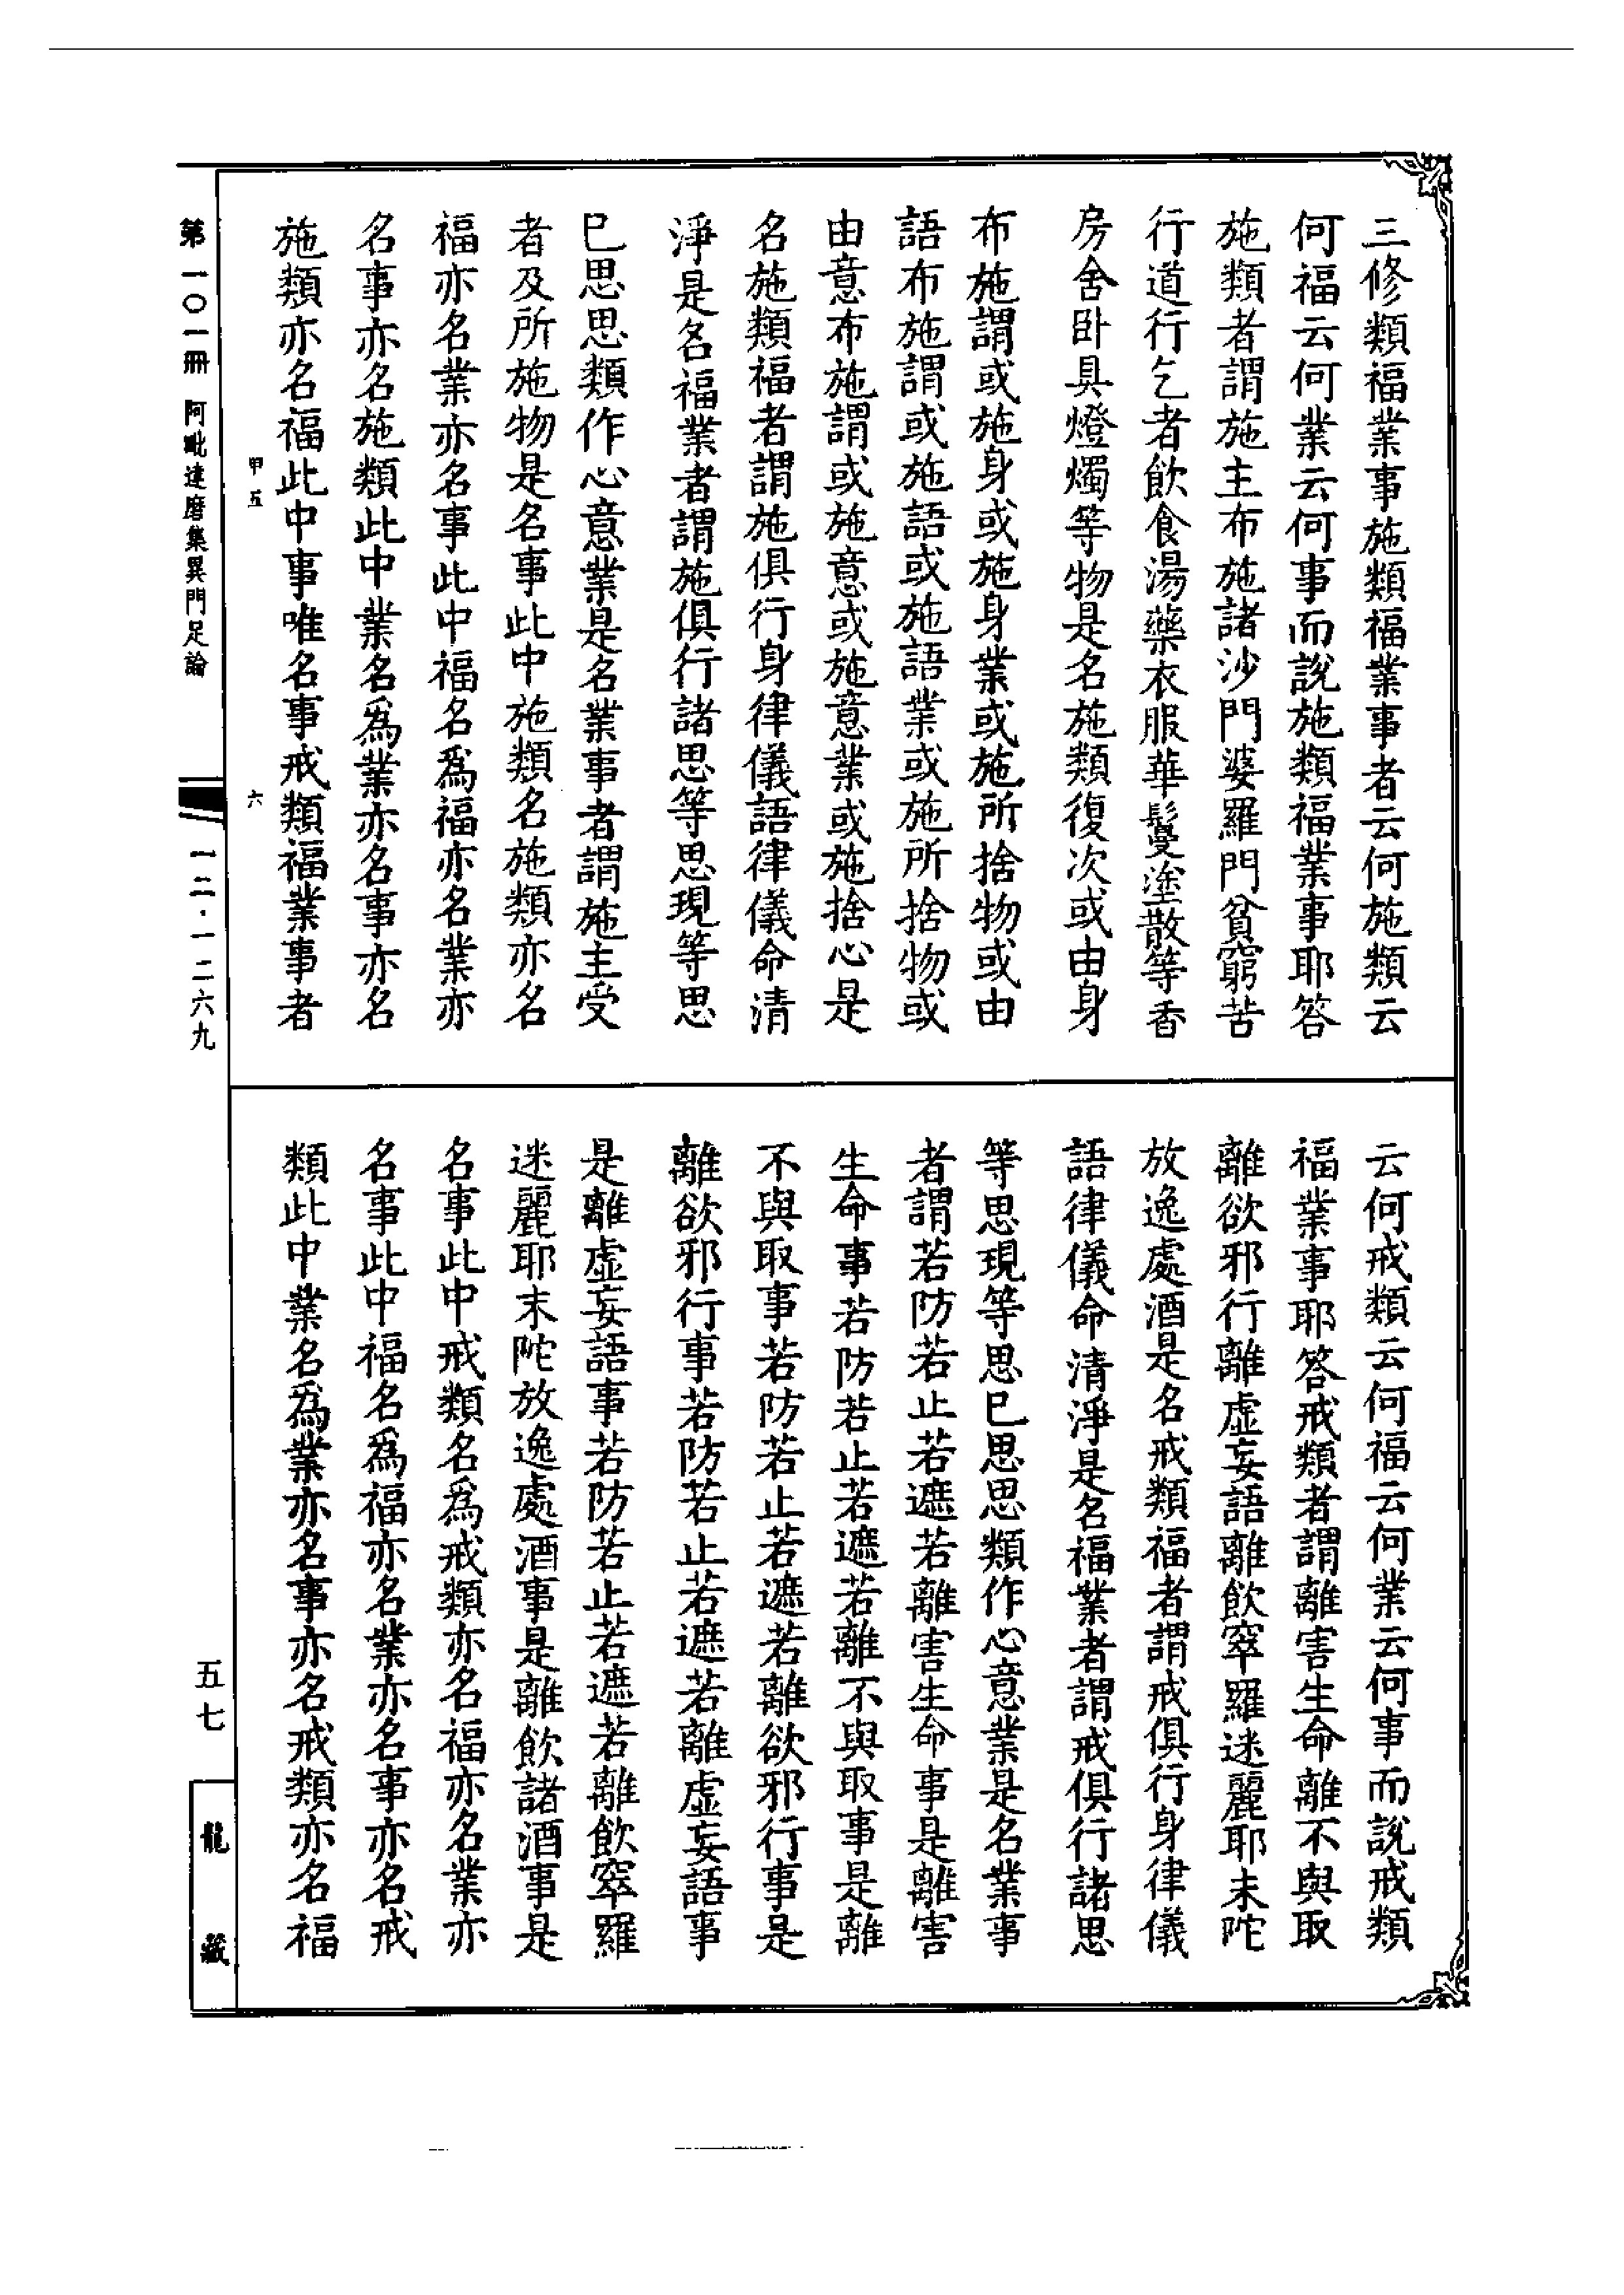 三修類福業事施類福業事者云何施類云
何福云何業云何事而說施類福業事耶答
施類者謂施主布施諸沙門婆羅門貧窮苦
行道行乞者飲食湯藥衣服華鬘塗散等香
房舍臥具燈燭等物是名施類復次或由身
布施謂或施身或施身業或施所捨物或由
語布施謂或施語或施語業或施所捨物或
由意布施謂或施意或施意業或施捨心是
名施類福者謂施俱行身律儀語律儀命清
淨是名福業者謂施俱行諸思等思現等思
已思思類作心意業是名業事者謂施主受
者及所施物是名事此中施類名施類亦名
福亦名業亦名事此中福名為福亦名業亦
名事亦名施類此中業名為業亦名事亦名
施類亦名福此中事唯名事戒類福業事者
云何戒類云何福云何業云何事而說戒類
福業事耶答戒類者謂離害生命離不與取
離欲邪行離虛妄語離飲窣羅迷麗耶末陀
放逸處酒是名戒類福者謂戒俱行身律儀
語律儀命清淨是名福業者謂戒俱行諸思
等思現等思已思思類作心意業是名業事
者謂若防若止若遮若離害生命事是離害
生命事若防若止若遮若離不與取事是離
不與取事若防若止若遮若離欲邪行事是
離欲邪行事若防若止若遮若離虛妄語事
是離虛妄語事若防若止若遮若離飲窣羅
迷麗耶末陀放逸處酒事是離飲諸酒事是
名事此中戒類名為戒類亦名福亦名業亦
名事此中福名為福亦名業亦名事亦名戒
類此中業名為業亦名事亦名戒類亦名福
甲五
六
第一〇一冊 阿毗達磨集異門足論
一二·一二六九
五七
龍藏